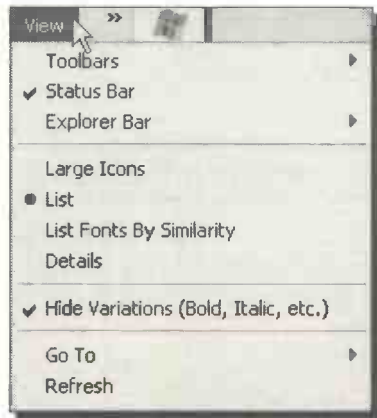 View »
Toolbars
Status Bar
Explorer Bar
Large Icons
List
List Fonts By Similarity
Details
Hide Variations (Bold, Italic, etc.)
Go To
Refresh